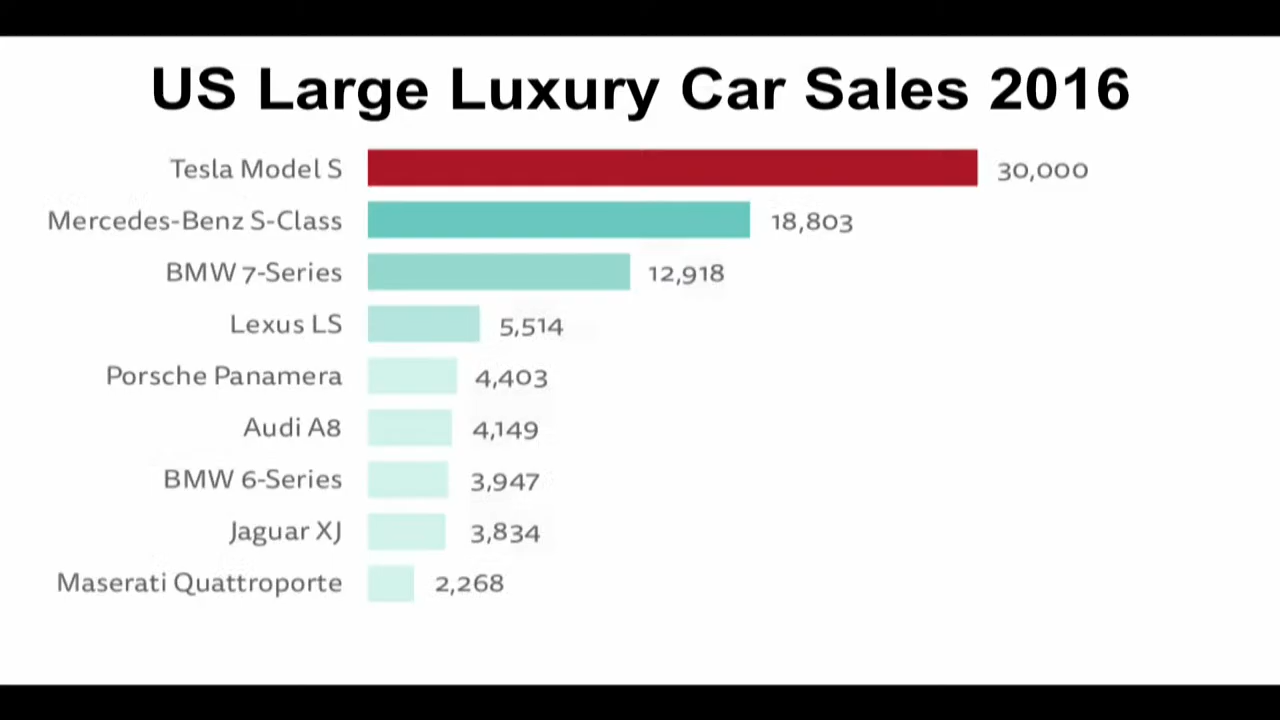 US Large Luxury Car Sales 2016
Tesla Model S 30,000
Mercedes-Benz S-Class 18,803
BMW 7-Series 12,918
Lexus LS 5,514
Porsche Panamera 4,403
Audi A8 4,149
BMW 6-Series 3,947
Jaguar XJ 3,834
Maserati Quattroporte 2,268